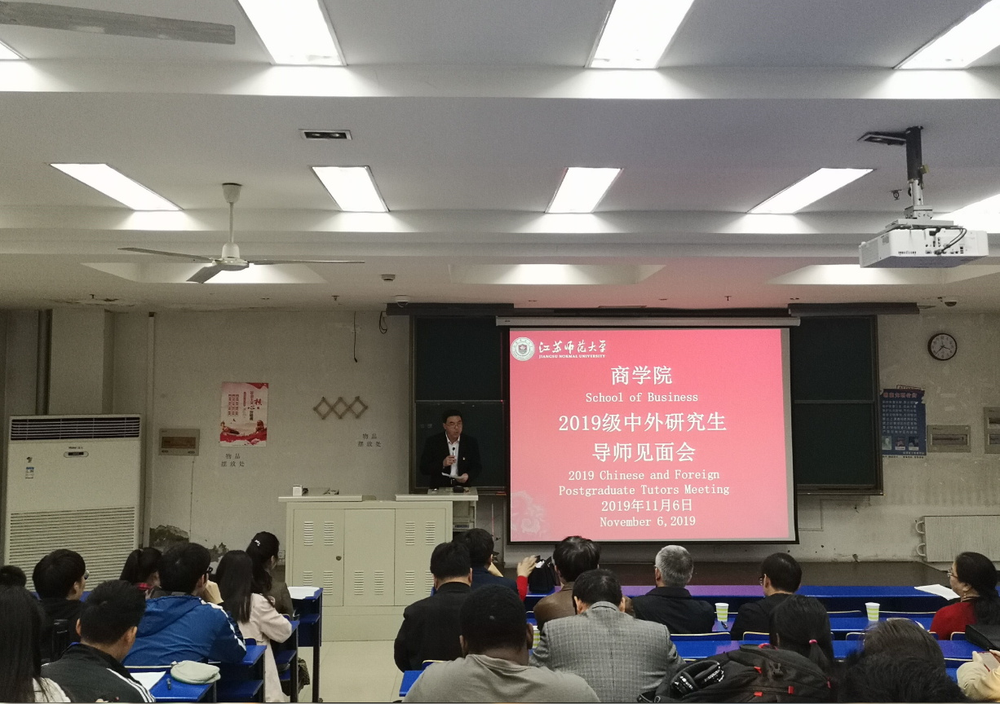 江苏师范大学
JIANGSU NORMAL UNIVERSITY
商学院
School of Business
2019级中外研究生
导师见面会
2019 Chinese and Foreign
Postgraduate Tutors Meeting
2019年11月6日
November 6,2019
物品
摆放处
物品
摆放处
核心